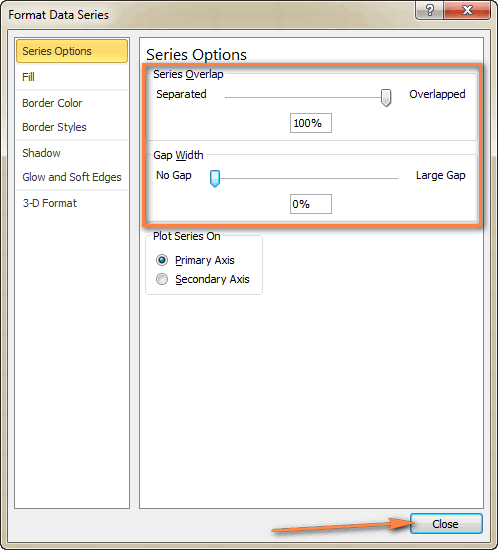 Format Data Series
?
Series Options
Fill
Border Color
Border Styles
Shadow
Glow and Soft Edges
3-D Format
Series Options
Series Overlap
Separated Overlapped
100%
Gap Width
No Gap Large Gap
0%
Plot Series On
Primary Axis
Secondary Axis
Close